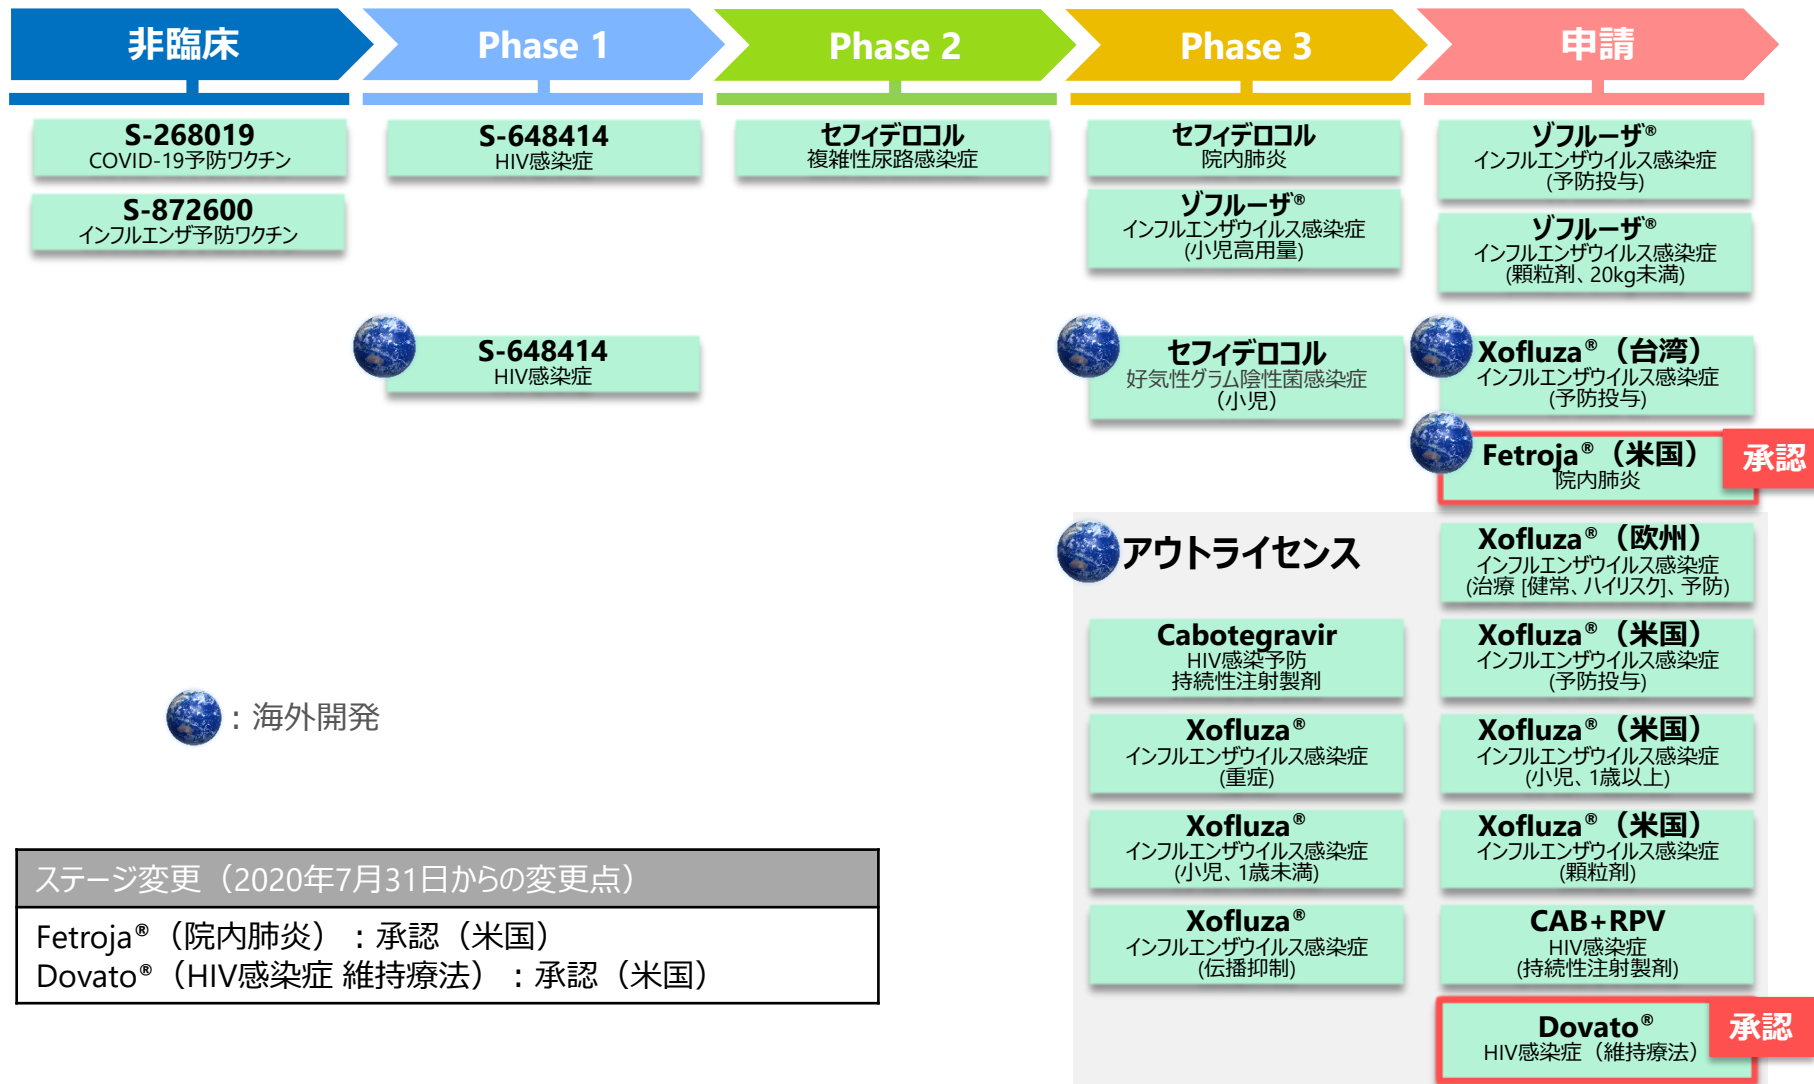 非臨床
Phase 1
Phase 2
Phase 3
申請
S-268019
COVID-19予防ワクチン
S-872600
インフルエンザ予防ワクチン
S-648414
HIV感染症
セフィデロコル
複雑性尿路感染症
セフィデロコル
院内肺炎
ゾフルーザ®
インフルエンザウイルス感染症
(小児高用量)
ゾフルーザ®
インフルエンザウイルス感染症
(予防投与)
ゾフルーザ®
インフルエンザウイルス感染症
(顆粒剤、20kg未満)
S-648414
HIV感染症
セフィデロコル
好気性グラム陰性菌感染症
（小児）
Xofluza®（台湾）
インフルエンザウイルス感染症
(予防投与)
Fetroja®（米国）
院内肺炎
承認
アウトライセンス
Cabotegravir
HIV感染予防
持続性注射製剤
Xofluza®
インフルエンザウイルス感染症
(重症)
Xofluza®
インフルエンザウイルス感染症
(小児、1歳未満)
Xofluza®
インフルエンザウイルス感染症
(伝播抑制)
Xofluza®（欧州）
インフルエンザウイルス感染症
(治療 [健常、ハイリスク]、予防)
Xofluza®（米国）
インフルエンザウイルス感染症
(予防投与)
Xofluza®（米国）
インフルエンザウイルス感染症
(小児、1歳以上)
Xofluza®（米国）
インフルエンザウイルス感染症
(顆粒剤)
CAB+RPV
HIV感染症
(持続性注射製剤)
Dovato®
HIV感染症（維持療法）
承認
：海外開発
ステージ変更（2020年7月31日からの変更点）
Fetroja®（院内肺炎）：承認（米国）
Dovato®（HIV感染症 維持療法）：承認（米国）